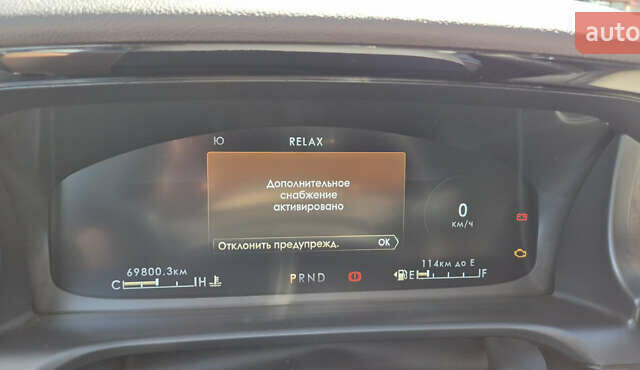 auto
Ю RELAX
Дополнительное
снабжение
активировано
Отклонить предупрежд. OK
0
км/ч
69800.3км
114км до E
C H
PRND
E F